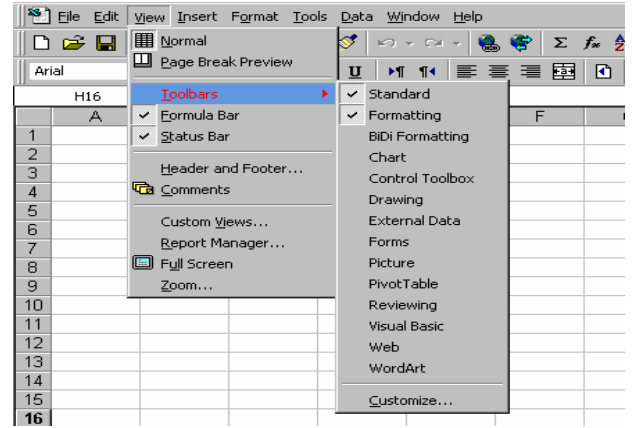 File Edit View Insert Format Tools Data Window Help
Normal
Page Break Preview
Toolbars
Formula Bar
Status Bar
Header and Footer...
Comments
Custom Views...
Report Manager...
Full Screen
Zoom...
Standard
Formatting
BiDi Formatting
Chart
Control Toolbox
Drawing
External Data
Forms
Picture
PivotTable
Reviewing
Visual Basic
Web
WordArt
Customize...
Σ fx
Arial U
H16
A F
1
2
3
4
5
6
7
8
9
10
11
12
13
14
15
16